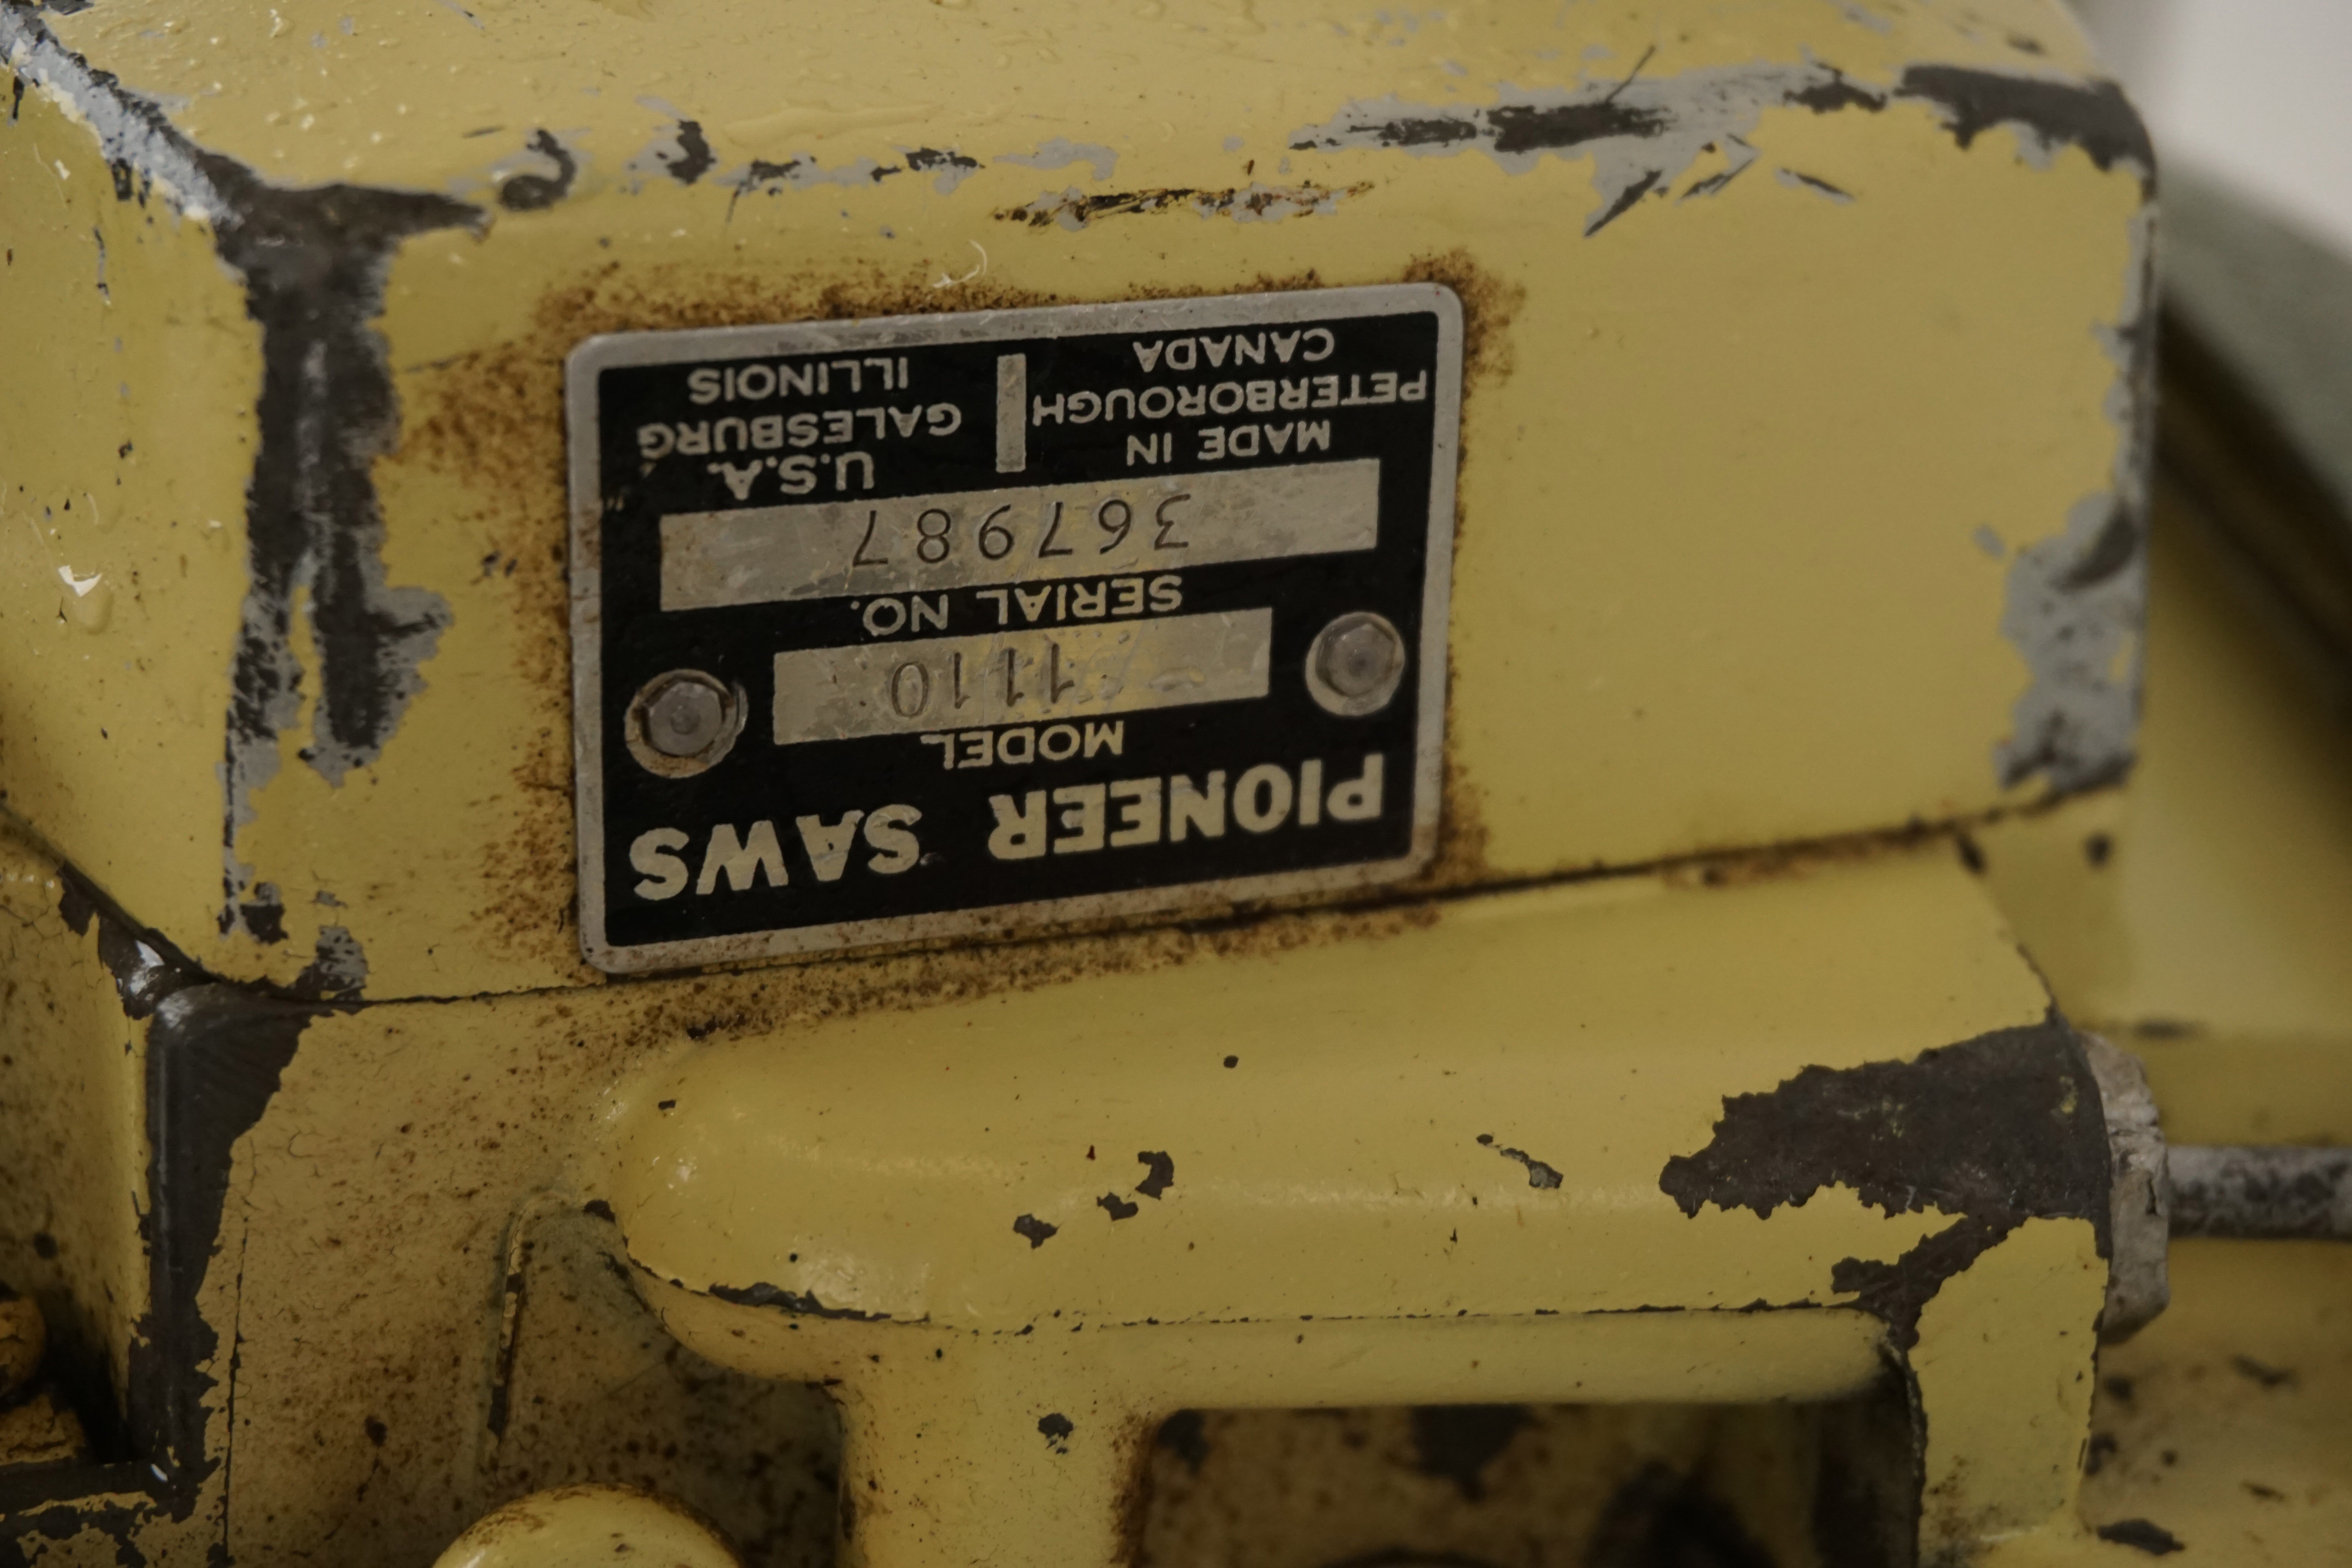 PIONEER SAWS
MODEL
1110
SERIAL NO.
367987
MADE IN
PETERBOROUGH
CANADA
U.S.A.
GALESBURG
ILLINOIS